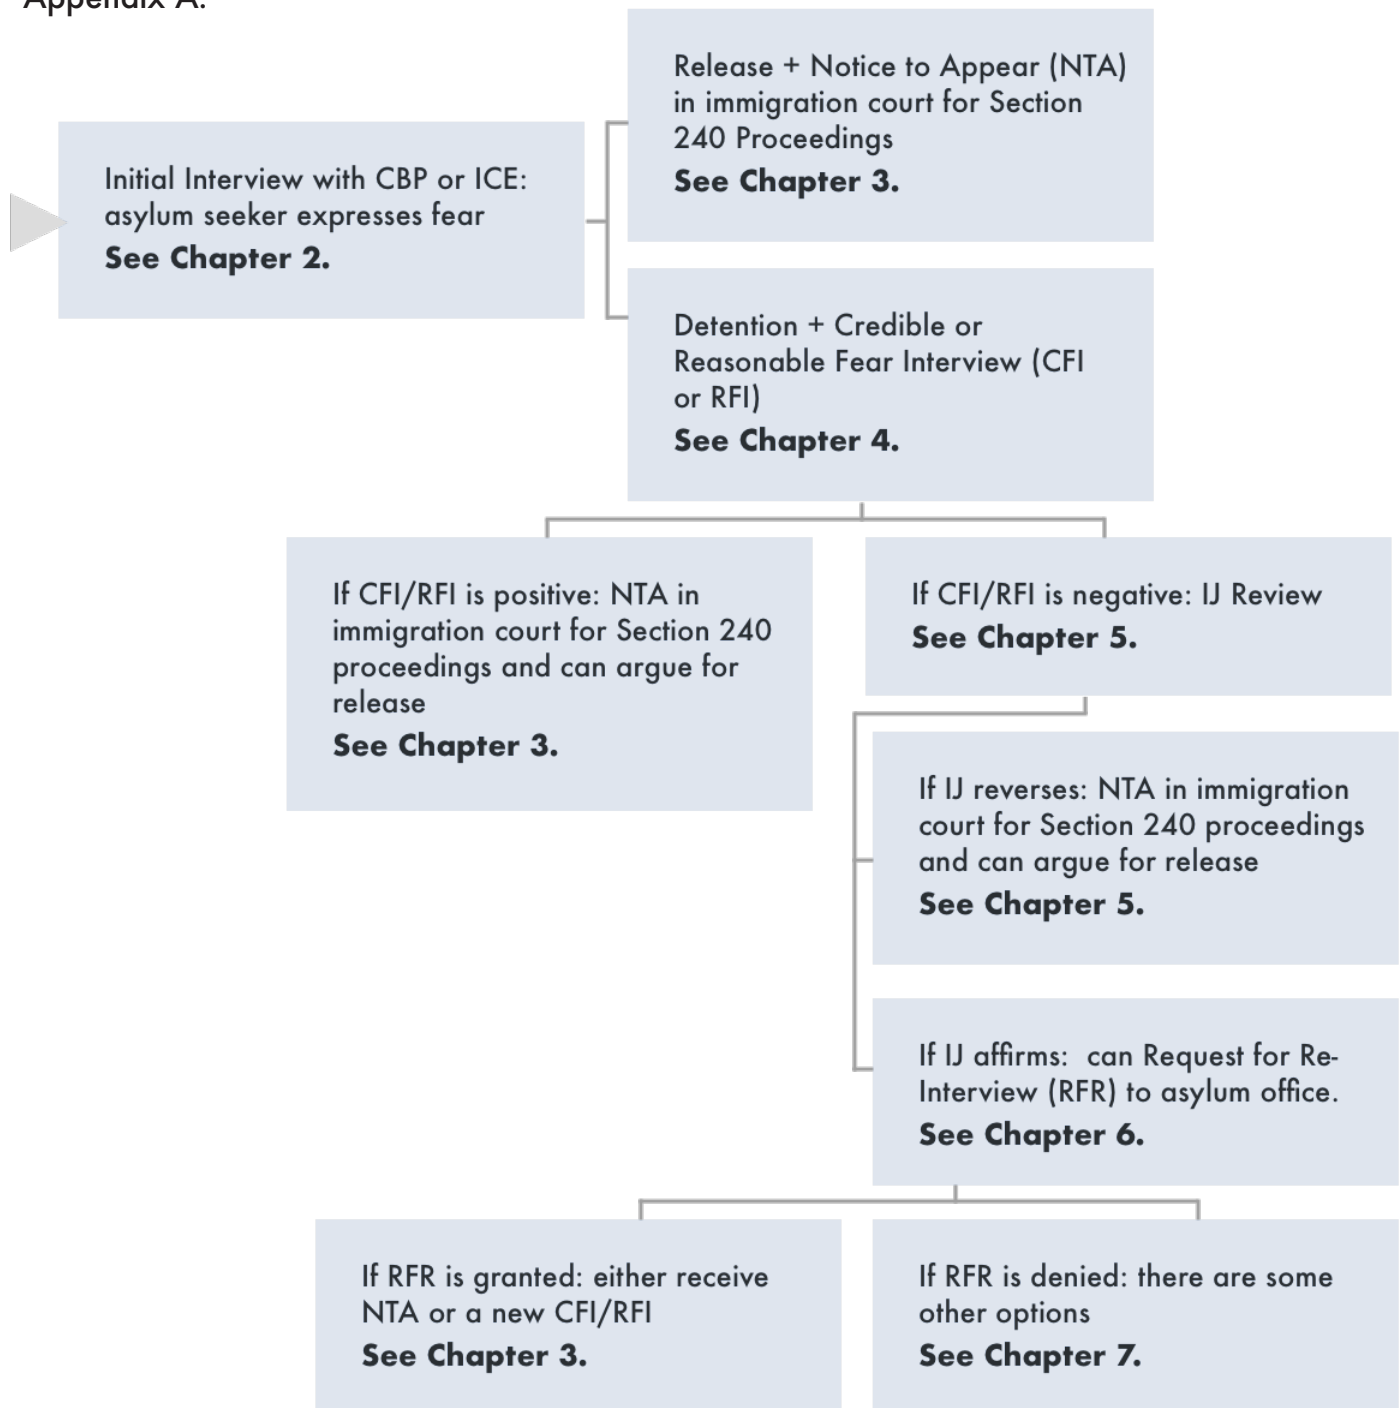 Appendix A.
Release + Notice to Appear (NTA)
in immigration court for Section
240 Proceedings
See Chapter 3.
Initial Interview with CBP or ICE:
asylum seeker expresses fear
See Chapter 2.
Detention + Credible or
Reasonable Fear Interview (CFI
or RFI)
See Chapter 4.
If CFI/RFI is positive: NTA in
immigration court for Section 240
proceedings and can argue for
release
See Chapter 3.
If CFI/RFI is negative: IJ Review
See Chapter 5.
If IJ reverses: NTA in immigration
court for Section 240 proceedings
and can argue for release
See Chapter 5.
If IJ affirms:  can Request for Re-
Interview (RFR) to asylum office.
See Chapter 6.
If RFR is granted: either receive
NTA or a new CFI/RFI
See Chapter 3.
If RFR is denied: there are some
other options
See Chapter 7.